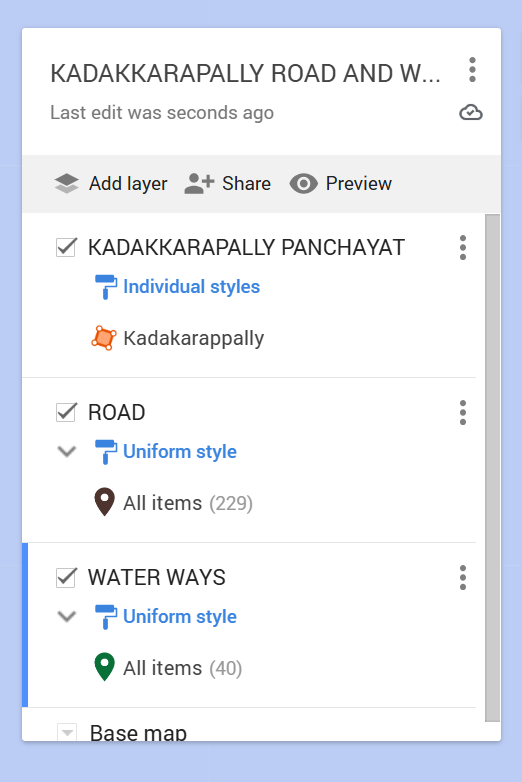 KADAKKARAPALLY ROAD AND W...
Last edit was seconds ago
Add layer Share Preview
KADAKKARAPALLY PANCHAYAT
Individual styles
Kadakarappally
ROAD
Uniform style
All items (229)
WATER WAYS
Uniform style
All items (40)
Base map